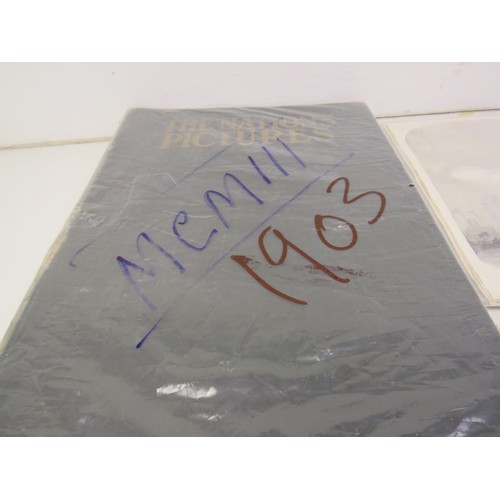 THE NATION'S
PICTURES
MCMIII
1903